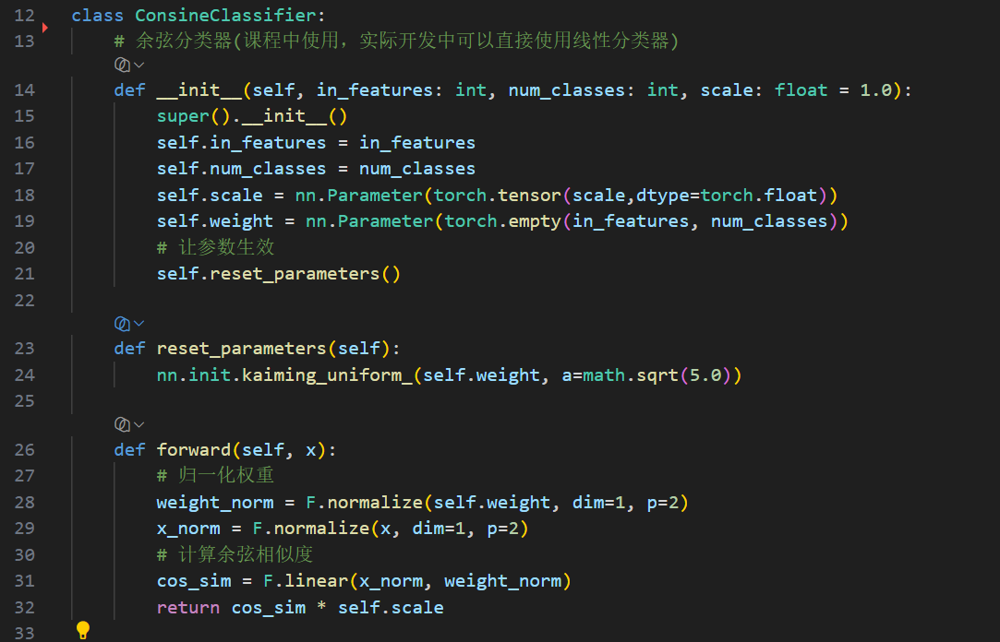 12 class ConsineClassifier:
13 # 余弦分类器(课程中使用，实际开发中可以直接使用线性分类器)
14 def __init__(self, in_features: int, num_classes: int, scale: float = 1.0):
15 super().__init__()
16 self.in_features = in_features
17 self.num_classes = num_classes
18 self.scale = nn.Parameter(torch.tensor(scale,dtype=torch.float))
19 self.weight = nn.Parameter(torch.empty(in_features, num_classes))
20 # 让参数生效
21 self.reset_parameters()
22
23 def reset_parameters(self):
24 nn.init.kaiming_uniform_(self.weight, a=math.sqrt(5.0))
25
26 def forward(self, x):
27 # 归一化权重
28 weight_norm = F.normalize(self.weight, dim=1, p=2)
29 x_norm = F.normalize(x, dim=1, p=2)
30 # 计算余弦相似度
31 cos_sim = F.linear(x_norm, weight_norm)
32 return cos_sim * self.scale
33